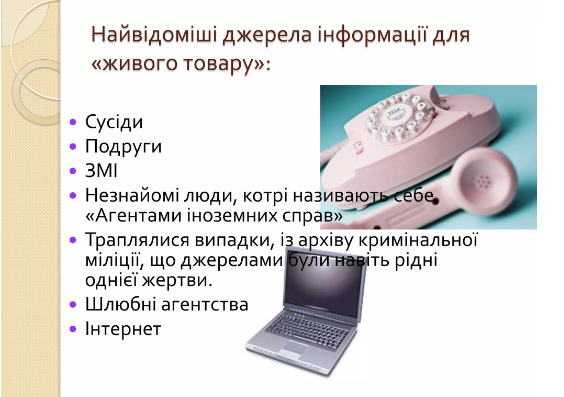 Найвідоміші джерела інформації для
«живого товару»:
Сусіди
Подруги
ЗМІ
Незнайомі люди, котрі називають себе
«Агентами іноземних справ»
Траплялися випадки, із архіву кримінальної
міліції, що джерелами були навіть рідні
однієї жертви.
Шлюбні агентства
Інтернет